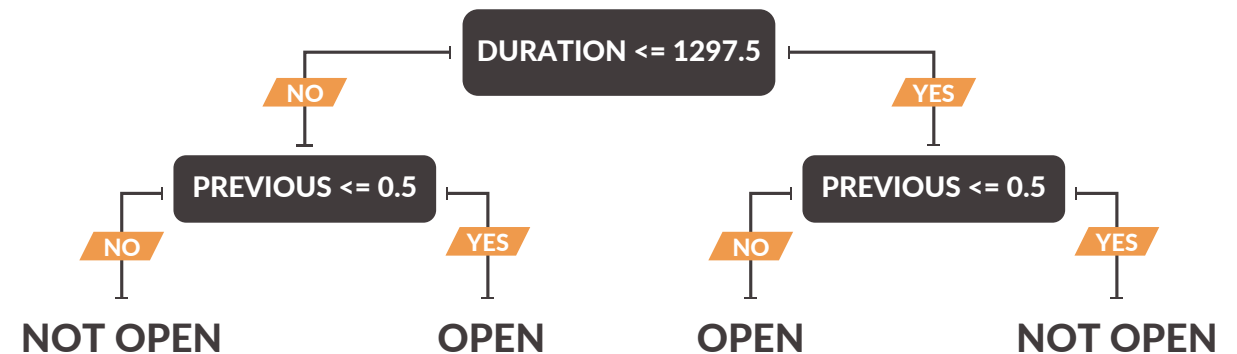 DURATION <= 1297.5
NO
YES
PREVIOUS <= 0.5
PREVIOUS <= 0.5
NO
YES
NO
YES
NOT OPEN
OPEN
OPEN
NOT OPEN